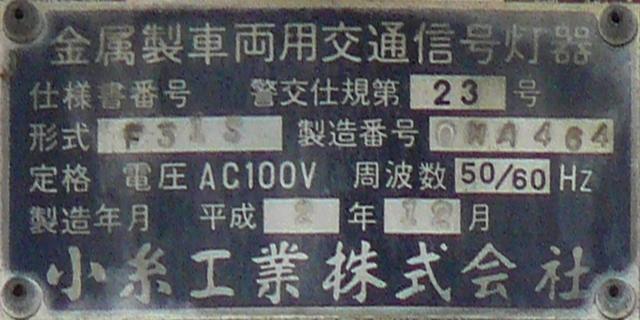 金属製車両用交通信号灯器
仕様書番号 警交仕規第 23 号
形式 F31S 製造番号 OMA464
定格 電圧 AC100V 周波数 50/60 Hz
製造年月 平成 2 年 12 月
小糸工業株式会社